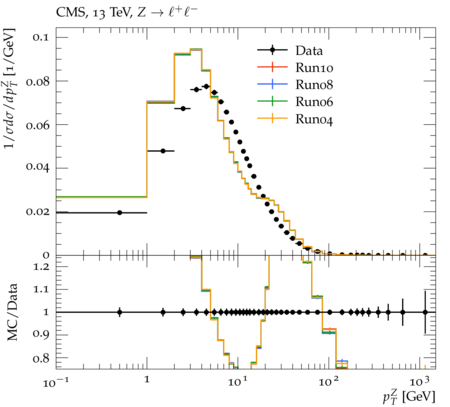 CMS, 13 TeV, Z → ℓ⁺ℓ⁻
1/σdσ/dp_T^Z [1/GeV]
0.1
0.08
0.06
0.04
0.02
0
Data
Run10
Run08
Run06
Run04
MC/Data
1.2
1.1
1
0.9
0.8
10⁻¹ 1 10¹ 10² 10³
p_T^Z [GeV]